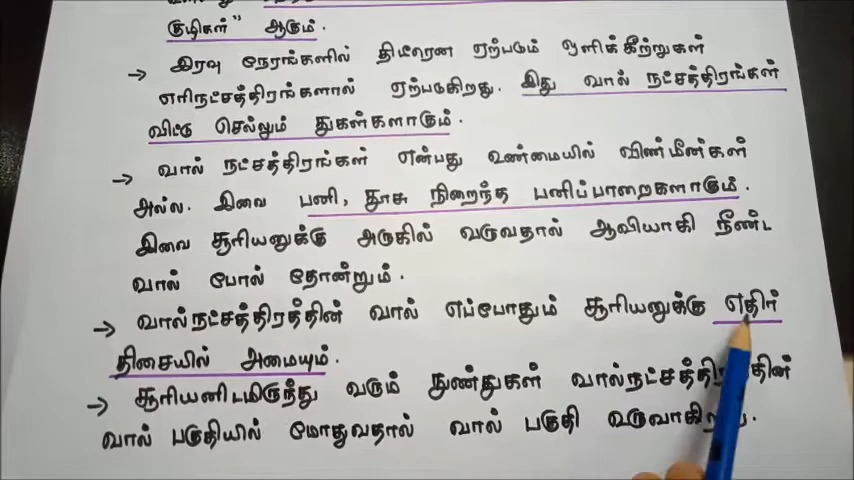 குழிகள்" ஆகும்.
→ இரவு நேரங்களில் திடீரென ஏற்படும் ஒளிக்கீற்றுகள்
எரிநட்சத்திரங்களால் ஏற்படுகிறது. இது வால் நட்சத்திரங்கள்
விட்டு செல்லும் துகள்களாகும்.
→ வால் நட்சத்திரங்கள் என்பது உண்மையில் விண்மீன்கள்
அல்ல. இவை பனி, தூசு நிறைந்த பனிப்பாறைகளாகும்.
இவை சூரியனுக்கு அருகில் வருவதால் ஆவியாகி நீண்ட
வால் போல் தோன்றும்.
→ வால்நட்சத்திரத்தின் வால் எப்போதும் சூரியனுக்கு எதிர்
திசையில் அமையும்.
→ சூரியனிடமிருந்து வரும் நுண்துகள் வால்நட்சத்திரத்தின்
வால் பகுதியில் மோதுவதால் வால் பகுதி